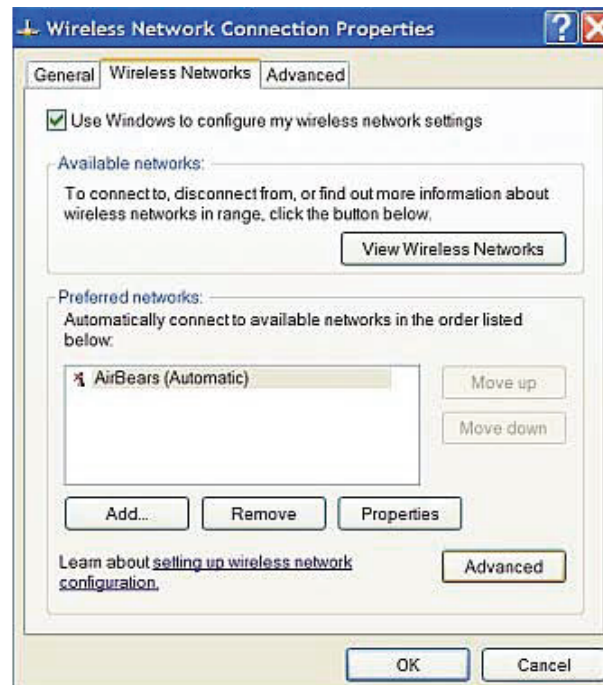 Wireless Network Connection Properties
General Wireless Networks Advanced
Use Windows to configure my wireless network settings
Available networks:
To connect to, disconnect from, or find out more information about
wireless networks in range, click the button below.
View Wireless Networks
Preferred networks:
Automatically connect to available networks in the order listed
below:
AirBears (Automatic)
Move up
Move down
Add... Remove Properties
Learn about setting up wireless network
configuration.
Advanced
OK Cancel